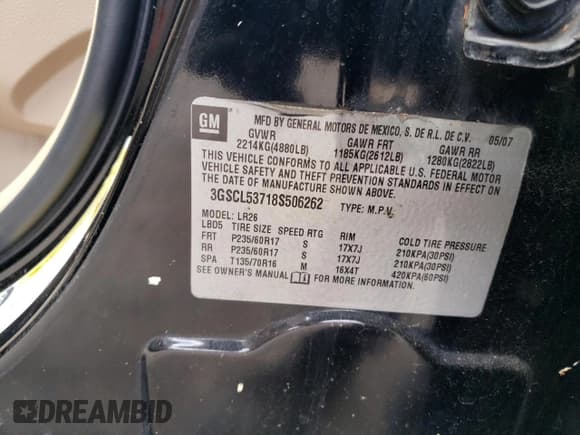 GM
MFD BY GENERAL MOTORS DE MEXICO, S. DE R.L. DE C.V. 05/07
GVWR GAWR FRT GAWR RR
2214KG(4880LB) 1185KG(2612LB) 1280KG(2822LB)
THIS VEHICLE CONFORMS TO ALL APPLICABLE U.S. FEDERAL MOTOR
VEHICLE SAFETY AND THEFT PREVENTION STANDARDS IN EFFECT ON THE
DATE OF MANUFACTURE SHOWN ABOVE.
3GSCL53718S506262 TYPE: M.P.V.
MODEL: LR26
LBD5 TIRE SIZE SPEED RTG RIM COLD TIRE PRESSURE
FRT P235/60R17 S 17X7J 210KPA(30PSI)
RR P235/60R17 S 17X7J 210KPA(30PSI)
SPA T135/70R16 M 16X4T 420KPA(60PSI)
SEE OWNER'S MANUAL FOR MORE INFORMATION.
DREAMBID